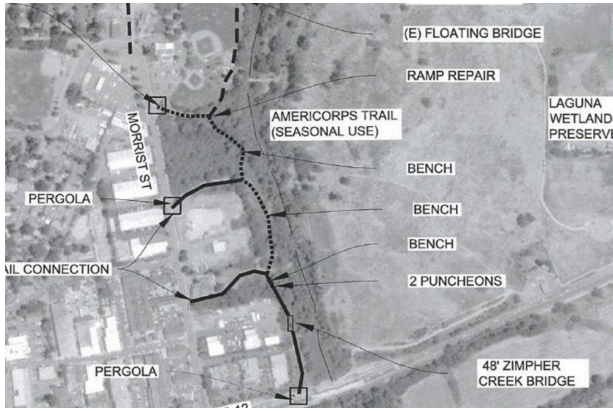 (E) FLOATING BRIDGE
RAMP REPAIR
AMERICORPS TRAIL
(SEASONAL USE)
LAGUNA
WETLAND
PRESERVE
MORRIST ST
BENCH
PERGOLA
BENCH
BENCH
AIL CONNECTION
2 PUNCHEONS
48' ZIMPHER
CREEK BRIDGE
PERGOLA